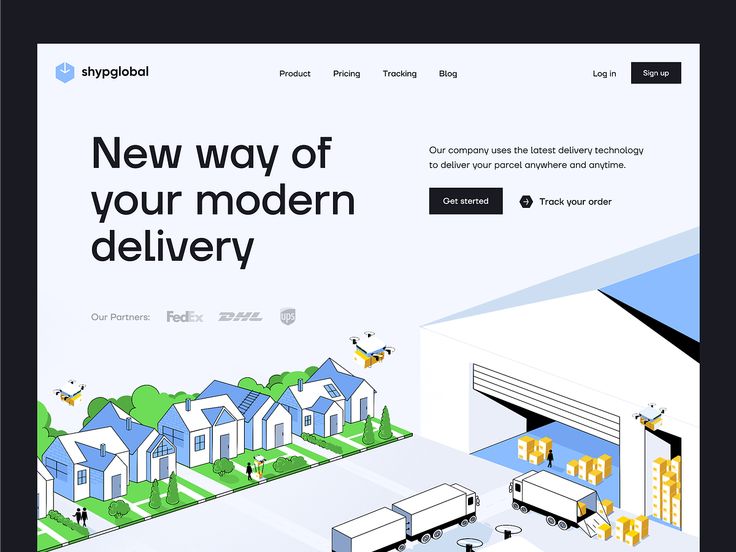 shypglobal
Product Pricing Tracking Blog
Log in Sign up
New way of
your modern
delivery
Our company uses the latest delivery technology
to deliver your parcel anywhere and anytime.
Get sterted
Track your order
Our Partners: FedEx DHL ups